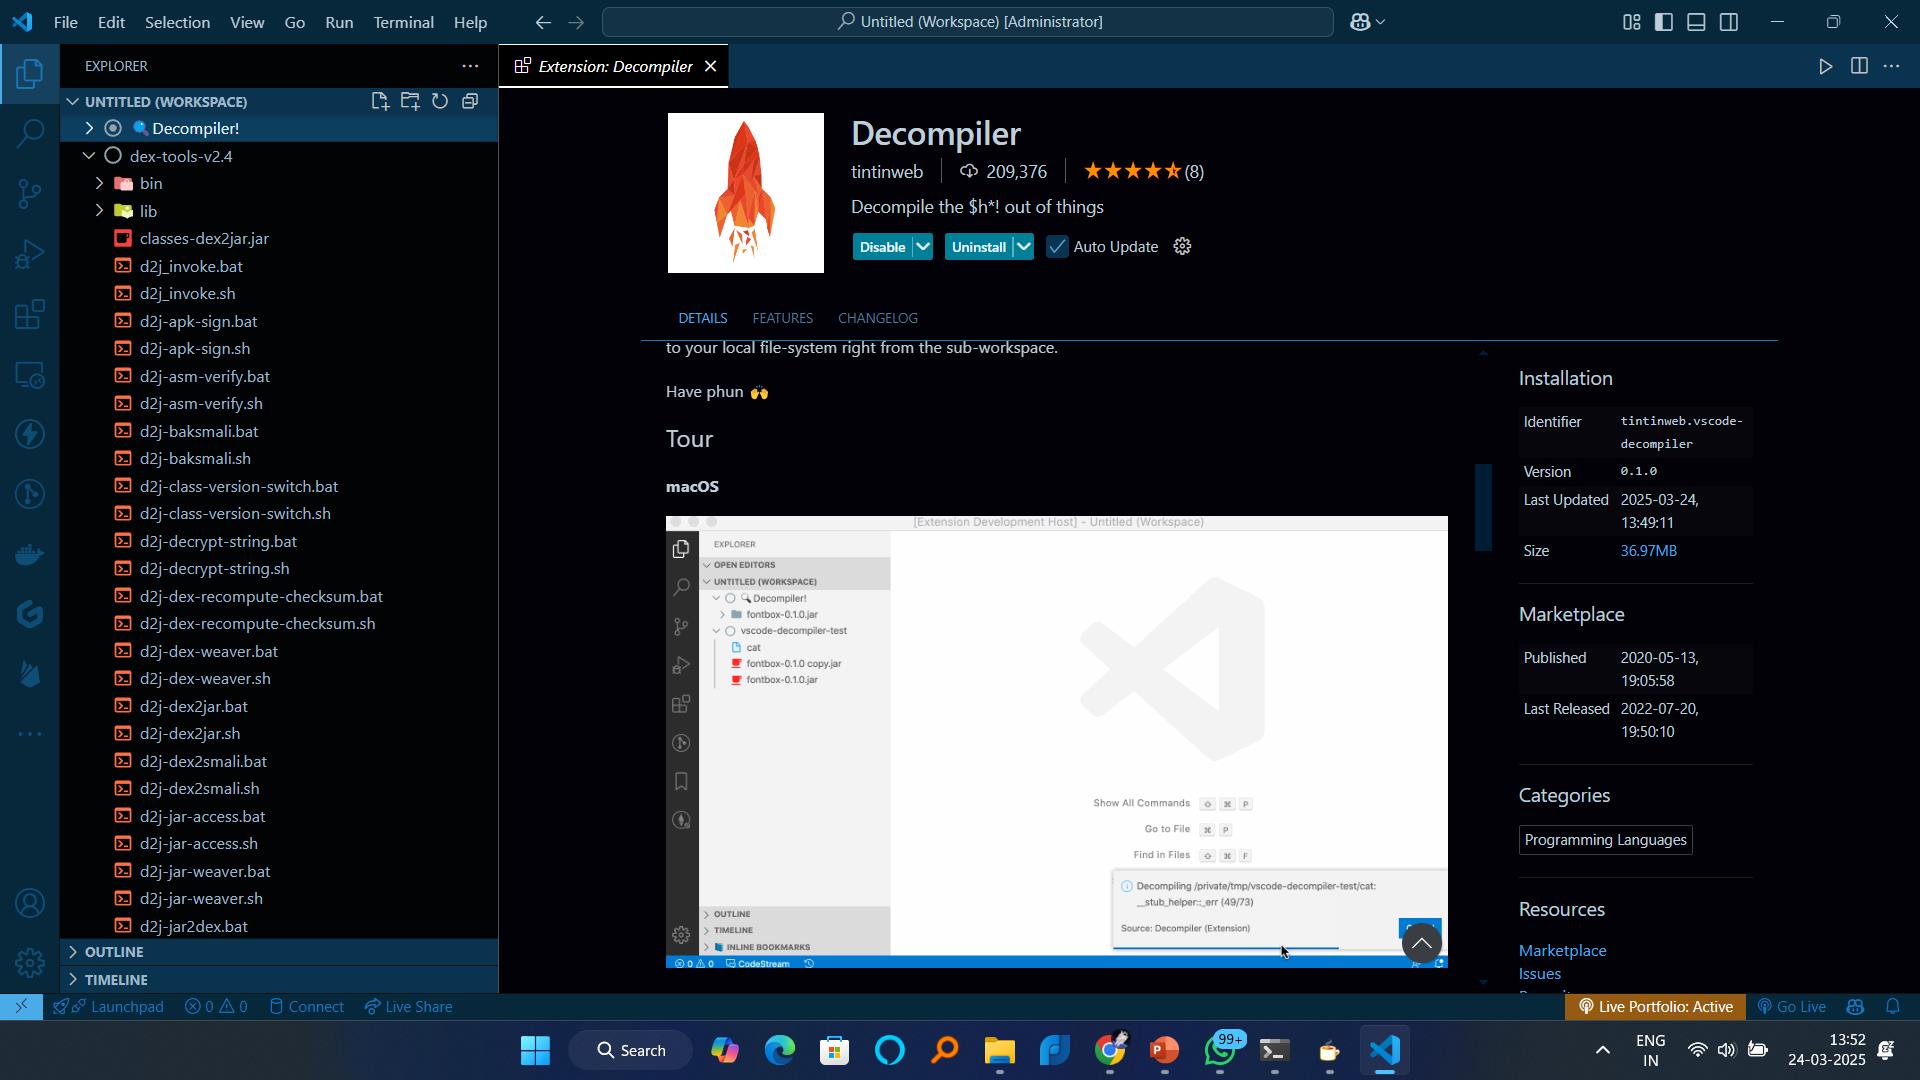 File Edit Selection View Go Run Terminal Help
Untitled (Workspace) [Administrator]
EXPLORER
UNTITLED (WORKSPACE)
Decompiler!
dex-tools-v2.4
bin
lib
classes-dex2jar.jar
d2j_invoke.bat
d2j_invoke.sh
d2j-apk-sign.bat
d2j-apk-sign.sh
d2j-asm-verify.bat
d2j-asm-verify.sh
d2j-baksmali.bat
d2j-baksmali.sh
d2j-class-version-switch.bat
d2j-class-version-switch.sh
d2j-decrypt-string.bat
d2j-decrypt-string.sh
d2j-dex-recompute-checksum.bat
d2j-dex-recompute-checksum.sh
d2j-dex-weaver.bat
d2j-dex-weaver.sh
d2j-dex2jar.bat
d2j-dex2jar.sh
d2j-dex2smali.bat
d2j-dex2smali.sh
d2j-jar-access.bat
d2j-jar-access.sh
d2j-jar-weaver.bat
d2j-jar-weaver.sh
d2j-jar2dex.bat
OUTLINE
TIMELINE
Extension: Decompiler
Decompiler
tintinweb 209,376 (8)
Decompile the $h*! out of things
Disable Uninstall Auto Update
DETAILS FEATURES CHANGELOG
to your local file-system right from the sub-workspace.
Have phun 🙌
Tour
macOS
[Extension Development Host] - Untitled (Workspace)
EXPLORER
OPEN EDITORS
UNTITLED (WORKSPACE)
Decompiler!
fontbox-0.1.0.jar
vscode-decompiler-test
cat
fontbox-0.1.0 copy.jar
fontbox-0.1.0.jar
Show All Commands ⇧ ⌘ P
Go to File ⌘ P
Find in Files ⇧ ⌘ F
Decompiling /private/tmp/vscode-decompiler-test/cat:
__stub_helper::_err (49/73)
Source: Decompiler (Extension)
OUTLINE
TIMELINE
INLINE BOOKMARKS
0 0 CodeStream
Installation
Identifier tintinweb.vscode-
decompiler
Version 0.1.0
Last Updated 2025-03-24,
13:49:11
Size 36.97MB
Marketplace
Published 2020-05-13,
19:05:58
Last Released 2022-07-20,
19:50:10
Categories
Programming Languages
Resources
Marketplace
Issues
Launchpad 0 0 Connect Live Share
Live Portfolio: Active Go Live
Search
99+
ENG
IN
13:52
24-03-2025